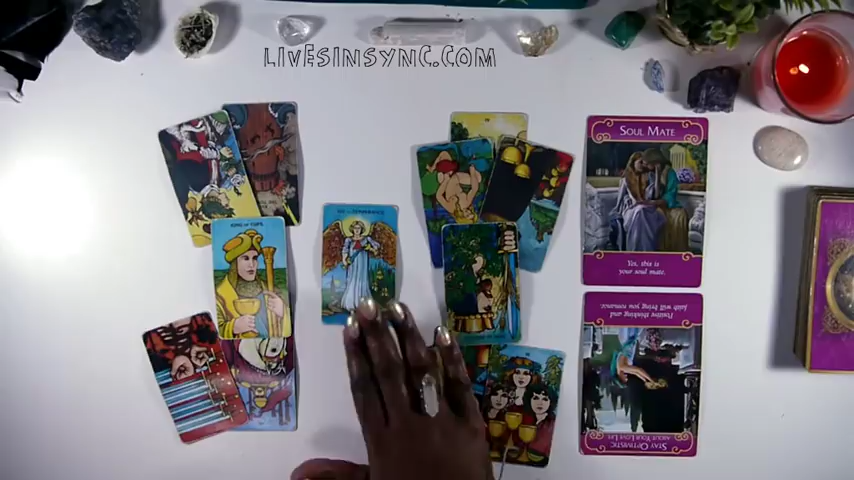 LIVESINSYNC.COM
SOUL MATE
Yes, this is
your soul mate.
KING of CUPS.
Positive thinking and
faith will bring you romance.
STAY OPTIMISTIC
ABOUT YOUR LOVE LIFE